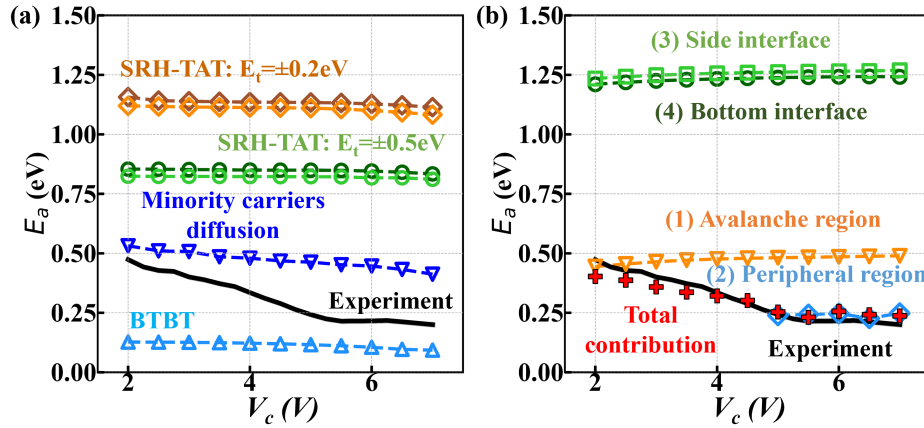 (a)
1.50
1.25
1.00
0.75
0.50
0.25
0.00
E_a (eV)
SRH-TAT: E_t=±0.2eV
SRH-TAT: E_t=±0.5eV
Minority carriers
diffusion
Experiment
BTBT
2
4
6
V_c (V)
(b)
1.50
1.25
1.00
0.75
0.50
0.25
0.00
E_a (eV)
(3) Side interface
(4) Bottom interface
(1) Avalanche region
(2) Peripheral region
Total
contribution
Experiment
2
4
6
V_c (V)